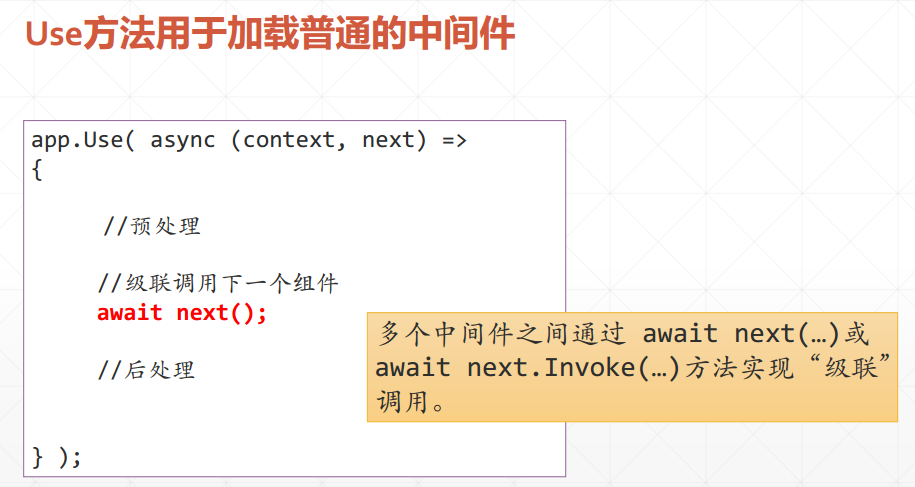 Use方法用于加载普通的中间件
app.Use( async (context, next) =>
{
//预处理
//级联调用下一个组件
await next();
//后处理
} );
多个中间件之间通过 await next(…)或
await next.Invoke(…)方法实现“级联”
调用。